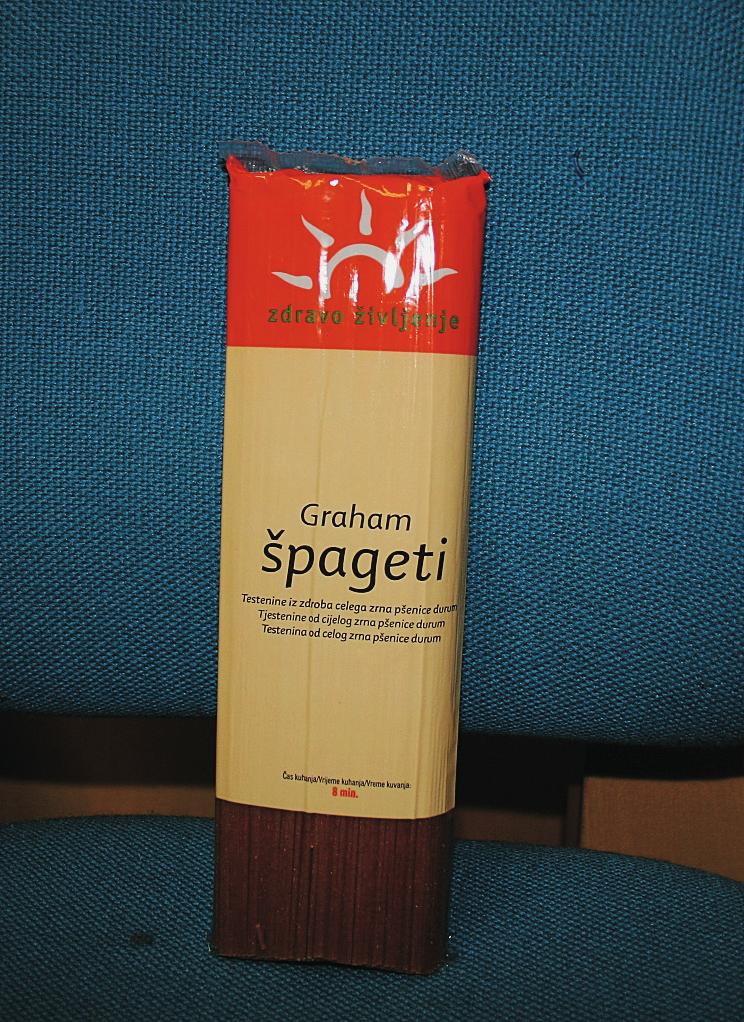 zdravo življenje
Graham
špageti
Testenine iz zdroba celega zrna pšenice durum
Tjestenine od cijelog zrna pšenice durum
Testenina od celog zrna pšenice durum
Čas kuhanja/Vrijeme kuhanja/Vreme kuvanja:
8 min.